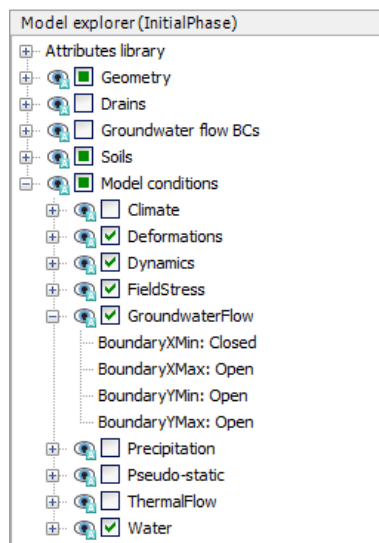 Model explorer (InitialPhase)
Attributes library
Geometry
Drains
Groundwater flow BCs
Soils
Model conditions
Climate
Deformations
Dynamics
FieldStress
GroundwaterFlow
BoundaryXMin: Closed
BoundaryXMax: Open
BoundaryYMin: Open
BoundaryYMax: Open
Precipitation
Pseudo-static
ThermalFlow
Water